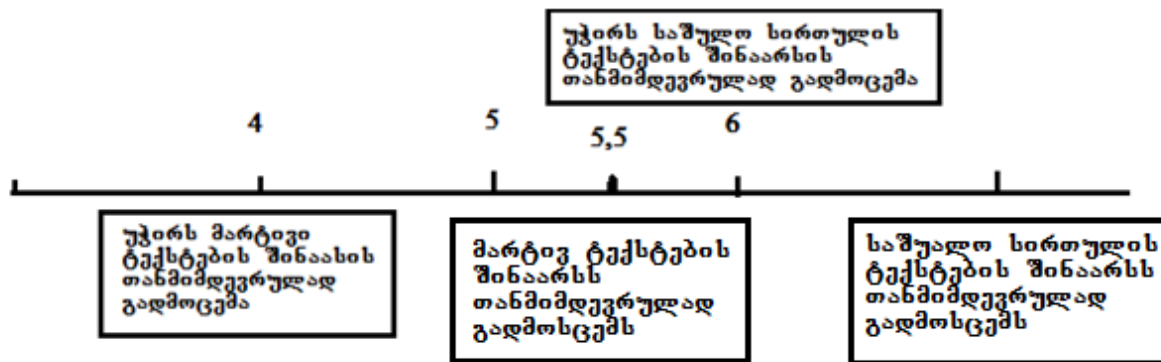 უჭირს საშულო სირთულის
ტექსტების შინაარსის
თანმიმდევრულად გადმოცემა
4
5
5,5
6
უჭირს მარტივი
ტექსტების შინაასის
თანმიმდევრულად
გადმოცემა
მარტივ ტექსტების
შინაარსს
თანმიმდევრულად
გადმოსცემს
საშუალო სირთულის
ტექსტების შინაარსს
თანმიმდევრულად
გადმოსცემს